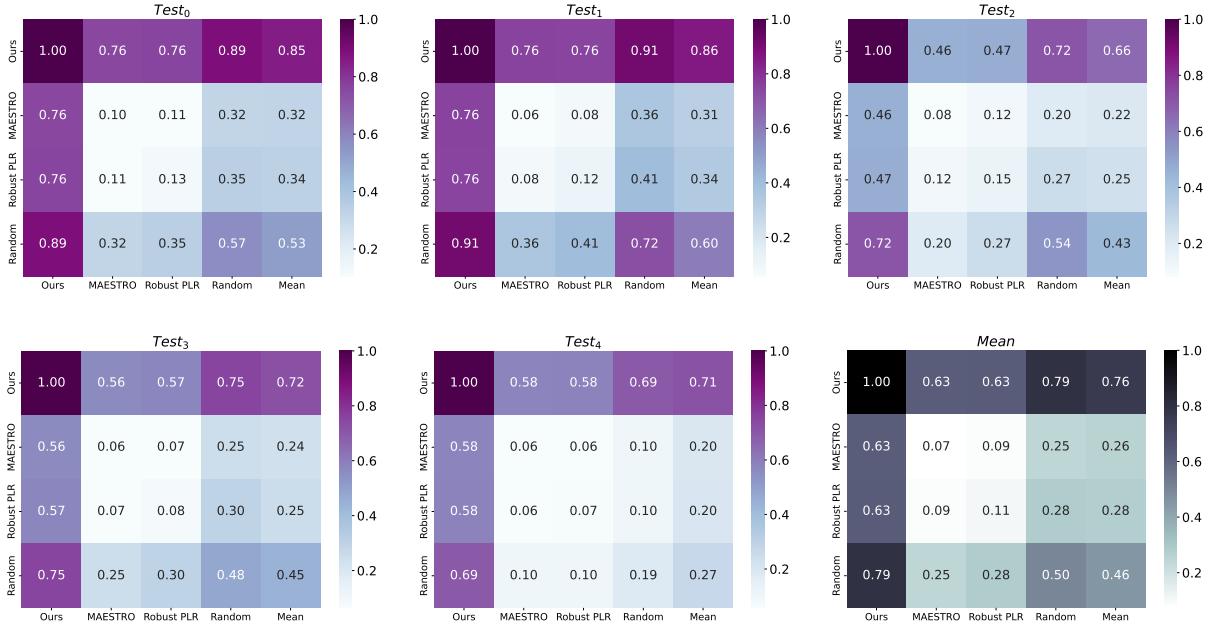 Test0 Test1 Test2
Ours 1.00 0.76 0.76 0.89 0.85
MAESTRO 0.76 0.10 0.11 0.32 0.32
Robust PLR 0.76 0.11 0.13 0.35 0.34
Random 0.89 0.32 0.35 0.57 0.53
Ours MAESTRO Robust PLR Random Mean
1.0
0.8
0.6
0.4
0.2
Ours 1.00 0.76 0.76 0.91 0.86
MAESTRO 0.76 0.06 0.08 0.36 0.31
Robust PLR 0.76 0.08 0.12 0.41 0.34
Random 0.91 0.36 0.41 0.72 0.60
Ours MAESTRO Robust PLR Random Mean
1.0
0.8
0.6
0.4
0.2
Ours 1.00 0.46 0.47 0.72 0.66
MAESTRO 0.46 0.08 0.12 0.20 0.22
Robust PLR 0.47 0.12 0.15 0.27 0.25
Random 0.72 0.20 0.27 0.54 0.43
Ours MAESTRO Robust PLR Random Mean
1.0
0.8
0.6
0.4
0.2
Test3 Test4 Mean
Ours 1.00 0.56 0.57 0.75 0.72
MAESTRO 0.56 0.06 0.07 0.25 0.24
Robust PLR 0.57 0.07 0.08 0.30 0.25
Random 0.75 0.25 0.30 0.48 0.45
Ours MAESTRO Robust PLR Random Mean
1.0
0.8
0.6
0.4
0.2
Ours 1.00 0.58 0.58 0.69 0.71
MAESTRO 0.58 0.06 0.06 0.10 0.20
Robust PLR 0.58 0.06 0.07 0.10 0.20
Random 0.69 0.10 0.10 0.19 0.27
Ours MAESTRO Robust PLR Random Mean
1.0
0.8
0.6
0.4
0.2
Ours 1.00 0.63 0.63 0.79 0.76
MAESTRO 0.63 0.07 0.09 0.25 0.26
Robust PLR 0.63 0.09 0.11 0.28 0.28
Random 0.79 0.25 0.28 0.50 0.46
Ours MAESTRO Robust PLR Random Mean
1.0
0.8
0.6
0.4
0.2